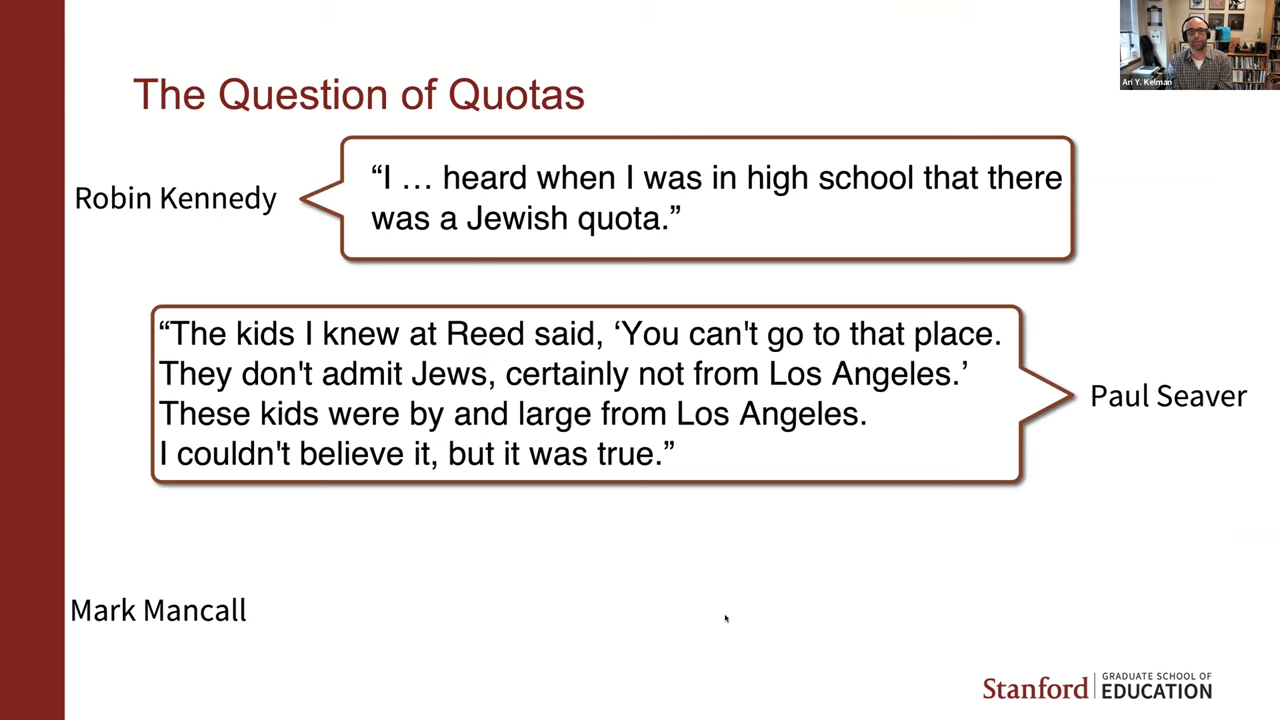 Ari Y. Kelman
The Question of Quotas
Robin Kennedy
“I … heard when I was in high school that there
was a Jewish quota.”
“The kids I knew at Reed said, ‘You can't go to that place.
They don't admit Jews, certainly not from Los Angeles.’
These kids were by and large from Los Angeles.
I couldn't believe it, but it was true.”
Paul Seaver
Mark Mancall
Stanford
GRADUATE SCHOOL OF
EDUCATION